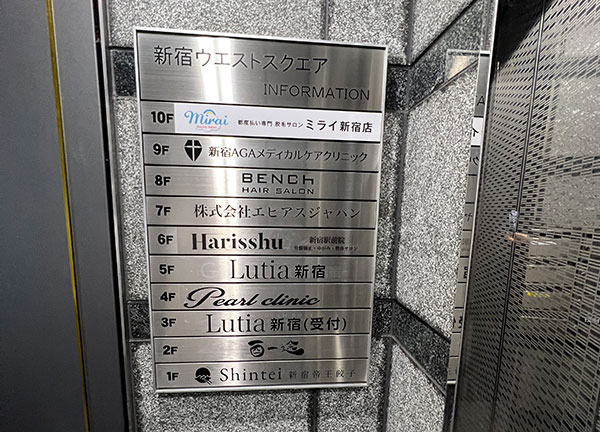 新宿ウエストスクエア
INFORMATION
10F mirai 都度払い専門 脱毛サロン ミライ新宿店
9F 新宿AGAメディカルケアクリニック
8F BENCH
HAIR SALON
7F 株式会社エヒアスジャパン
6F Harisshu 新宿駅前院
5F Lutia 新宿
4F Pearl clinic
3F Lutia 新宿(受付)
2F
1F Shintei 新宿帝王餃子